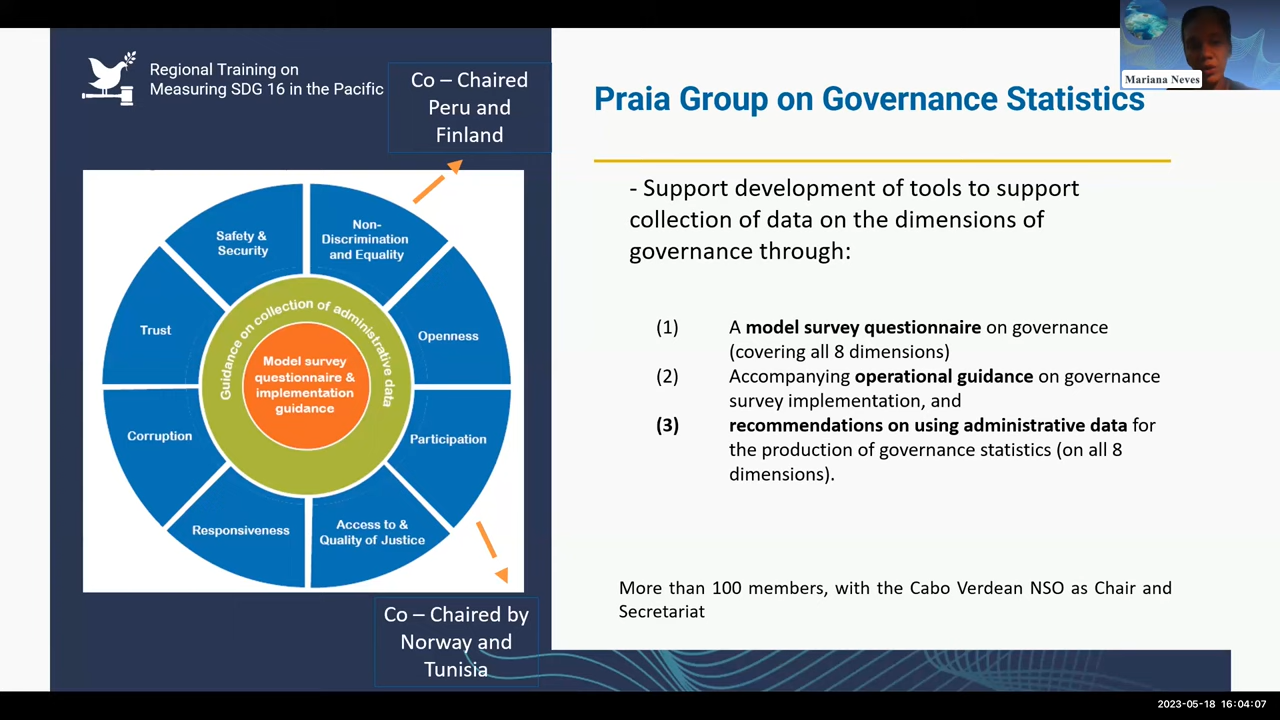 Regional Training on
Measuring SDG 16 in the Pacific
Co – Chaired
Peru and
Finland
Mariana Neves
Praia Group on Governance Statistics
- Support development of tools to support
collection of data on the dimensions of
governance through:
(1) A model survey questionnaire on governance
(covering all 8 dimensions)
(2) Accompanying operational guidance on governance
survey implementation, and
(3) recommendations on using administrative data for
the production of governance statistics (on all 8
dimensions).
More than 100 members, with the Cabo Verdean NSO as Chair and
Secretariat
Safety &
Security
Non-
Discrimination
and Equality
Openness
Participation
Access to &
Quality of Justice
Responsiveness
Corruption
Trust
Guidance on collection of administrative data
Model survey
questionnaire &
implementation
guidance
Co – Chaired by
Norway and
Tunisia
2023-05-18 16:04:07